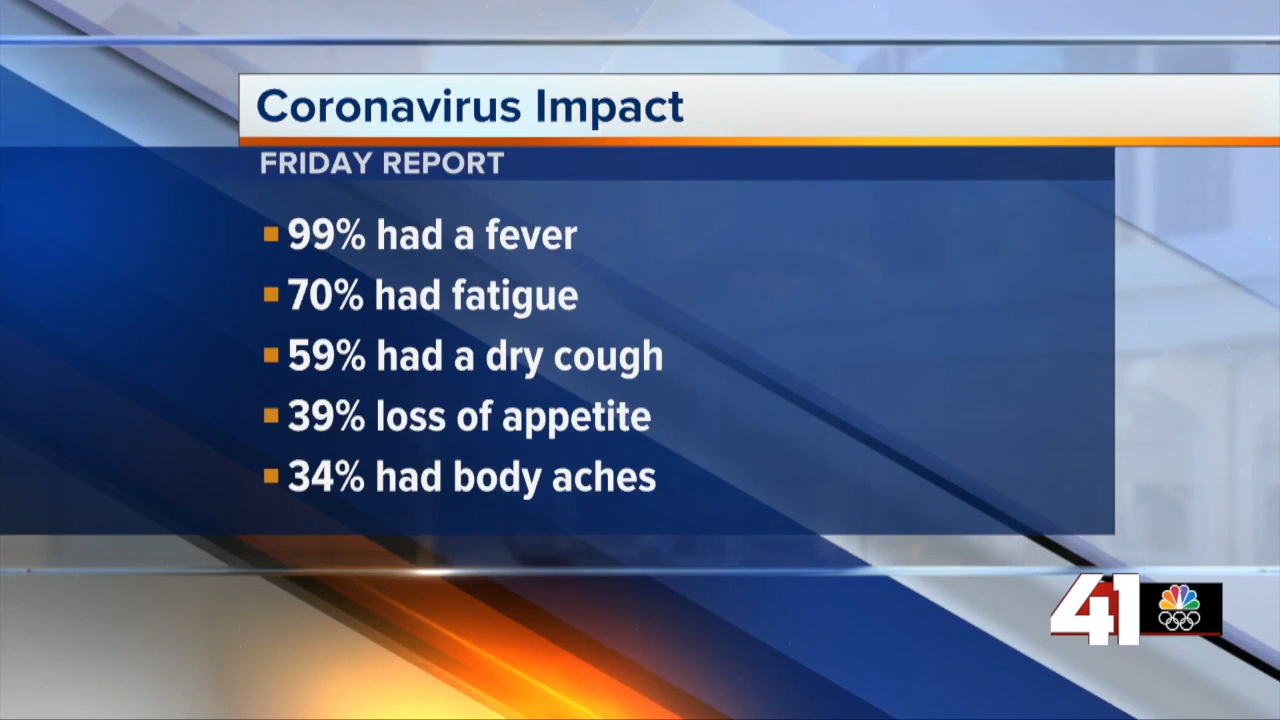 Coronavirus Impact
FRIDAY REPORT
99% had a fever
70% had fatigue
59% had a dry cough
39% loss of appetite
34% had body aches
41